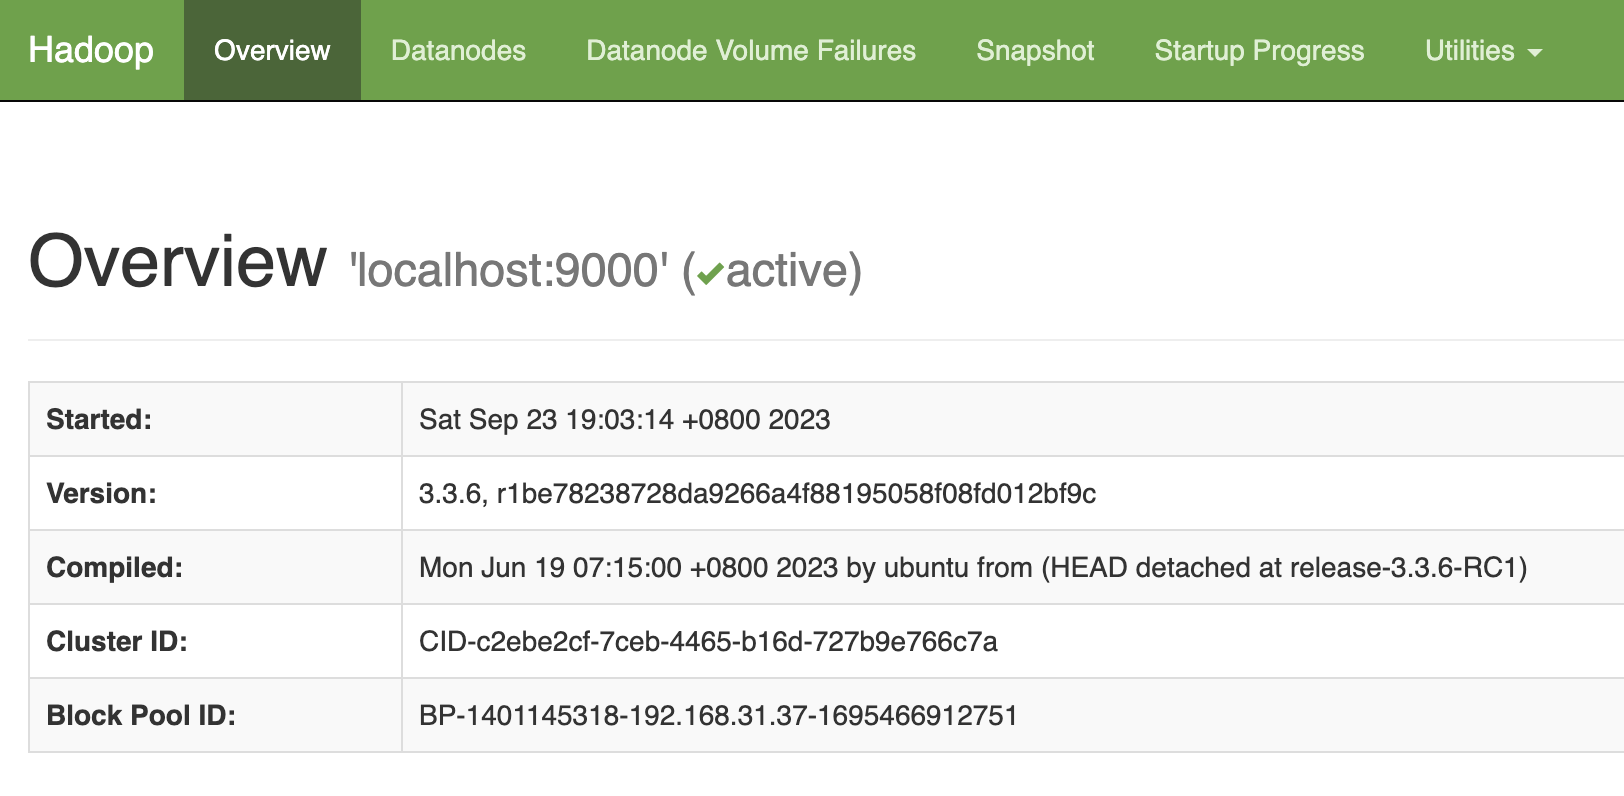 Hadoop Overview Datanodes Datanode Volume Failures Snapshot Startup Progress Utilities
Overview 'localhost:9000' (✔active)
Started: Sat Sep 23 19:03:14 +0800 2023
Version: 3.3.6, r1be78238728da9266a4f88195058f08fd012bf9c
Compiled: Mon Jun 19 07:15:00 +0800 2023 by ubuntu from (HEAD detached at release-3.3.6-RC1)
Cluster ID: CID-c2ebe2cf-7ceb-4465-b16d-727b9e766c7a
Block Pool ID: BP-1401145318-192.168.31.37-1695466912751